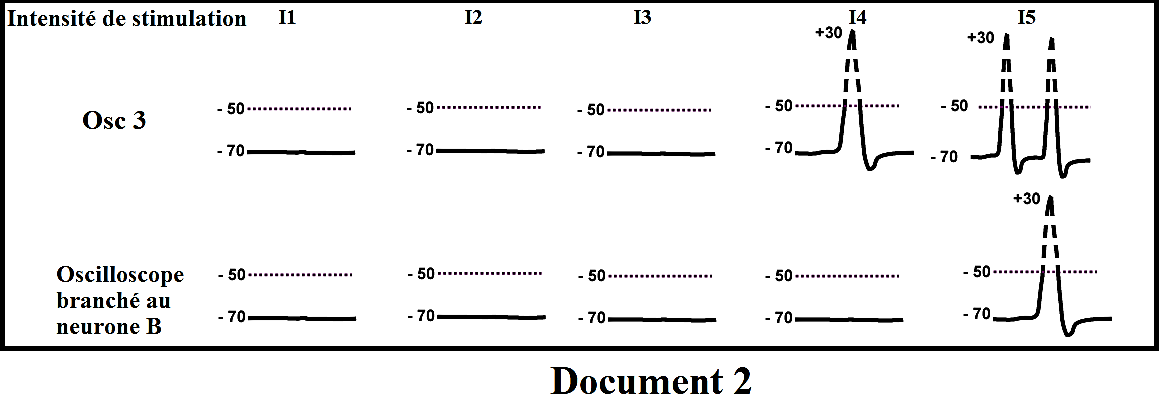 Intensité de stimulation I1 I2 I3 I4 I5
+30 +30
Osc 3 - 50 - 50 - 50 - 50 - 50
- 70 - 70 - 70 - 70 - 70
+30
Oscilloscope - 50 - 50 - 50 - 50 - 50
branché au
neurone B - 70 - 70 - 70 - 70 - 70
Document 2